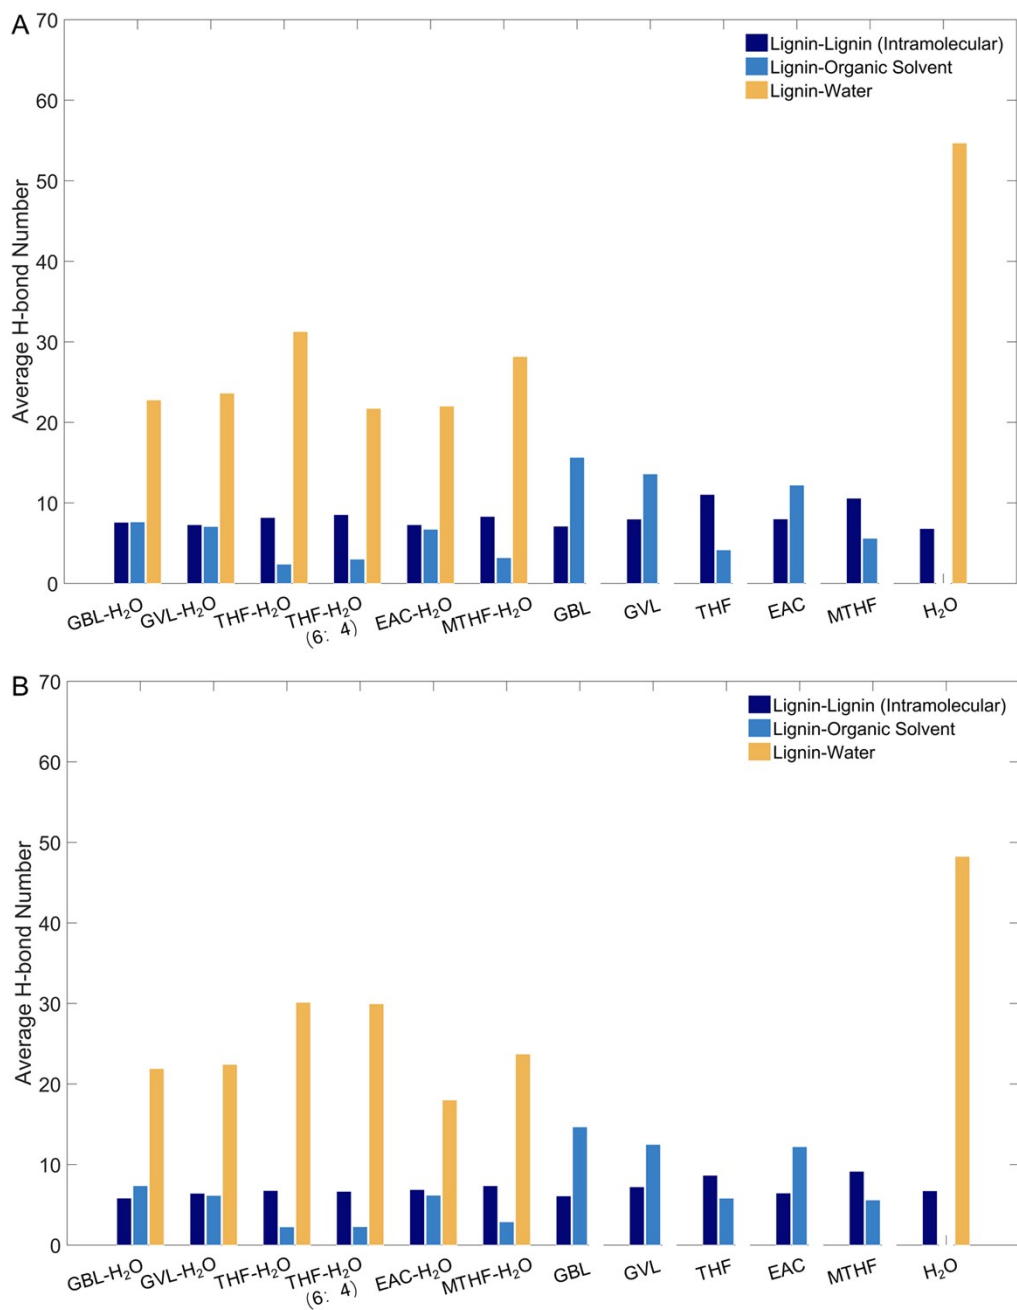 A
70
Lignin-Lignin (Intramolecular)
Lignin-Organic Solvent
Lignin-Water
60
50
40
30
20
10
0
Average H-bond Number
GBL-H₂O
GVL-H₂O
THF-H₂O
THF-H₂O
(6: 4)
EAC-H₂O
MTHF-H₂O
GBL
GVL
THF
EAC
MTHF
H₂O
B
70
Lignin-Lignin (Intramolecular)
Lignin-Organic Solvent
Lignin-Water
60
50
40
30
20
10
0
Average H-bond Number
GBL-H₂O
GVL-H₂O
THF-H₂O
THF-H₂O
(6: 4)
EAC-H₂O
MTHF-H₂O
GBL
GVL
THF
EAC
MTHF
H₂O